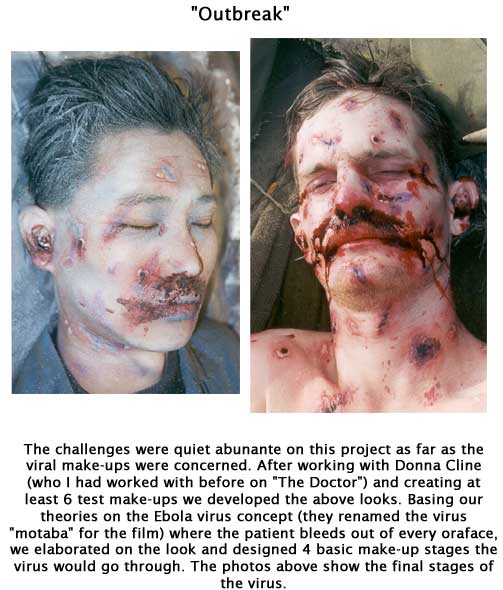 "Outbreak"
The challenges were quiet abunante on this project as far as the
viral make-ups were concerned. After working with Donna Cline
(who I had worked with before on "The Doctor") and creating at
least 6 test make-ups we developed the above looks. Basing our
theories on the Ebola virus concept (they renamed the virus
"motaba" for the film) where the patient bleeds out of every oraface,
we elaborated on the look and designed 4 basic make-up stages the
virus would go through. The photos above show the final stages of
the virus.